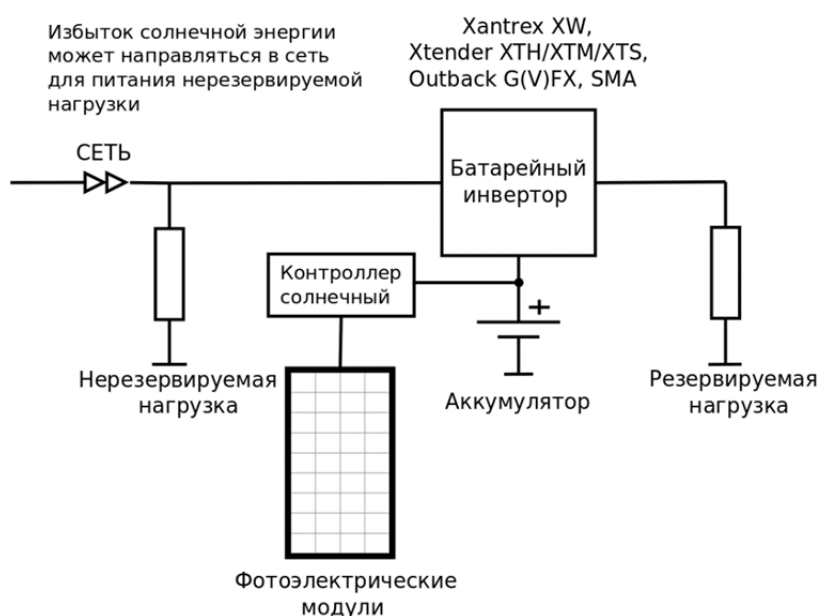 Избыток солнечной энергии
может направляться в сеть
для питания нерезервируемой
нагрузки
Xantrex XW,
Xtender XTH/XTM/XTS,
Outback G(V)FX, SMA
СЕТЬ
Батарейный
инвертор
Контроллер
солнечный
+
Нерезервируемая
нагрузка
Аккумулятор
Резервируемая
нагрузка
Фотоэлектрические
модули